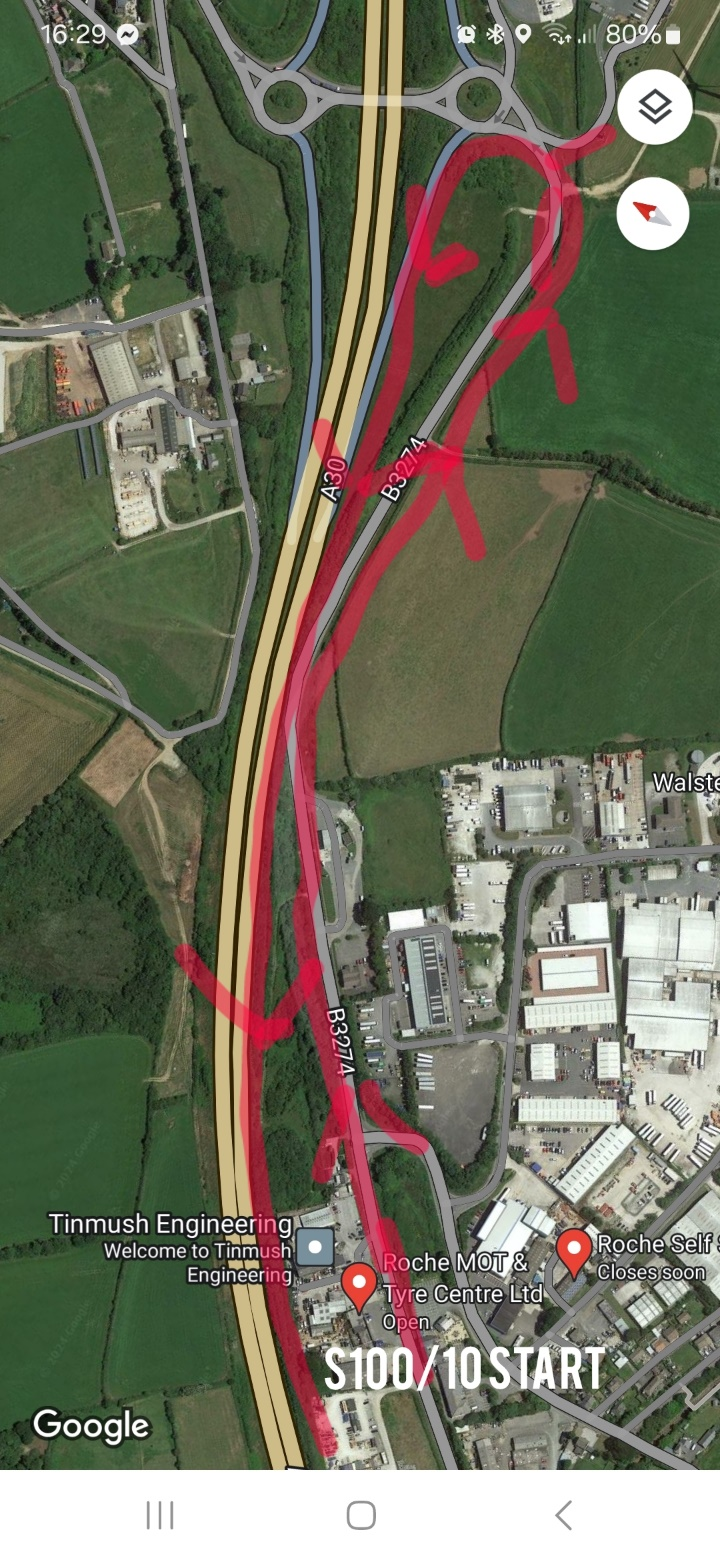 16:29
80%
A30
B3274
Walste
B3274
Tinmush Engineering
Welcome to Tinmush
Engineering
Roche MOT &
Tyre Centre Ltd
Open
Roche Self S
Closes soon
S100/10 START
Google